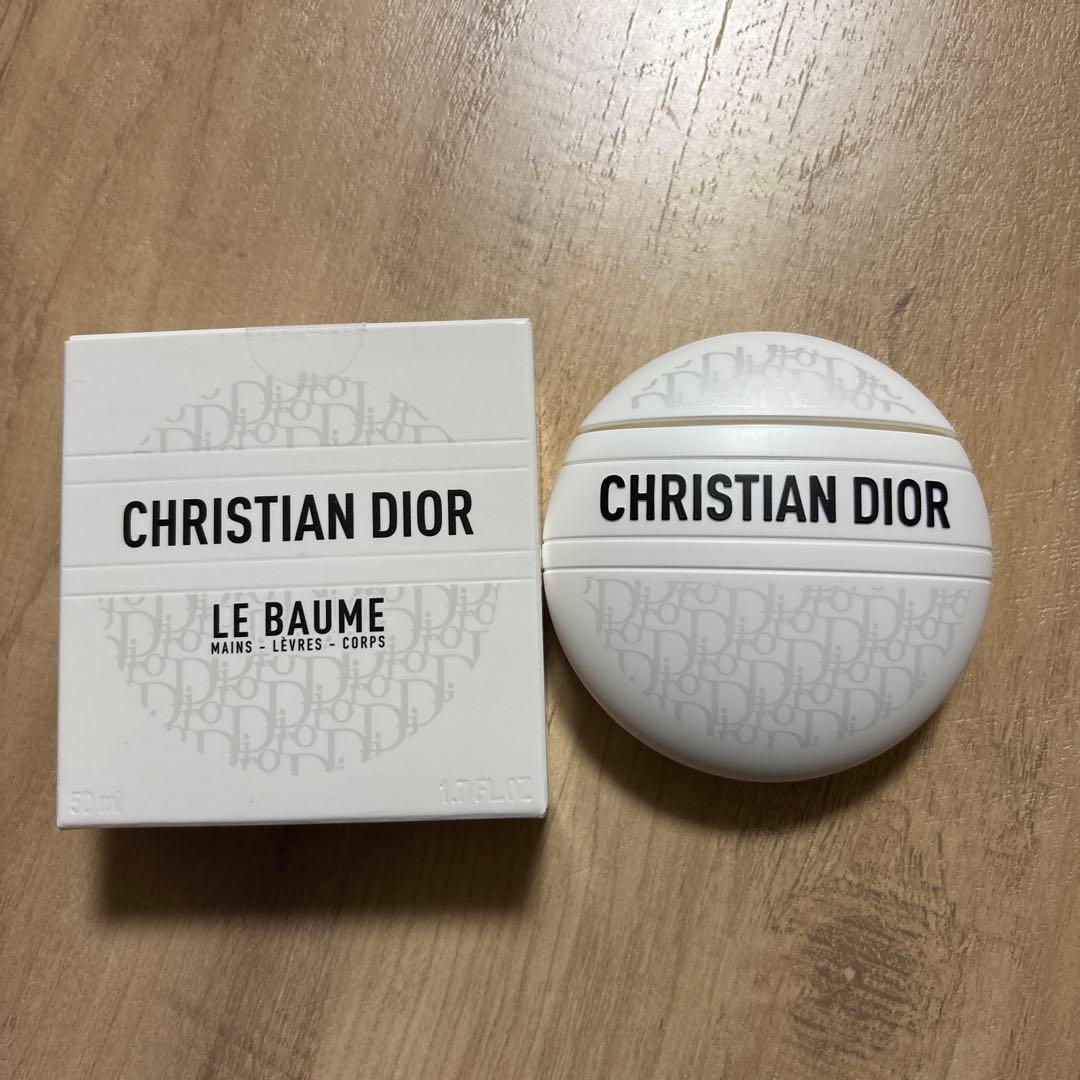 CHRISTIAN DIOR
LE BAUME
MAINS - LÈVRES - CORPS
50 ml
1.7 FL.OZ
CHRISTIAN DIOR